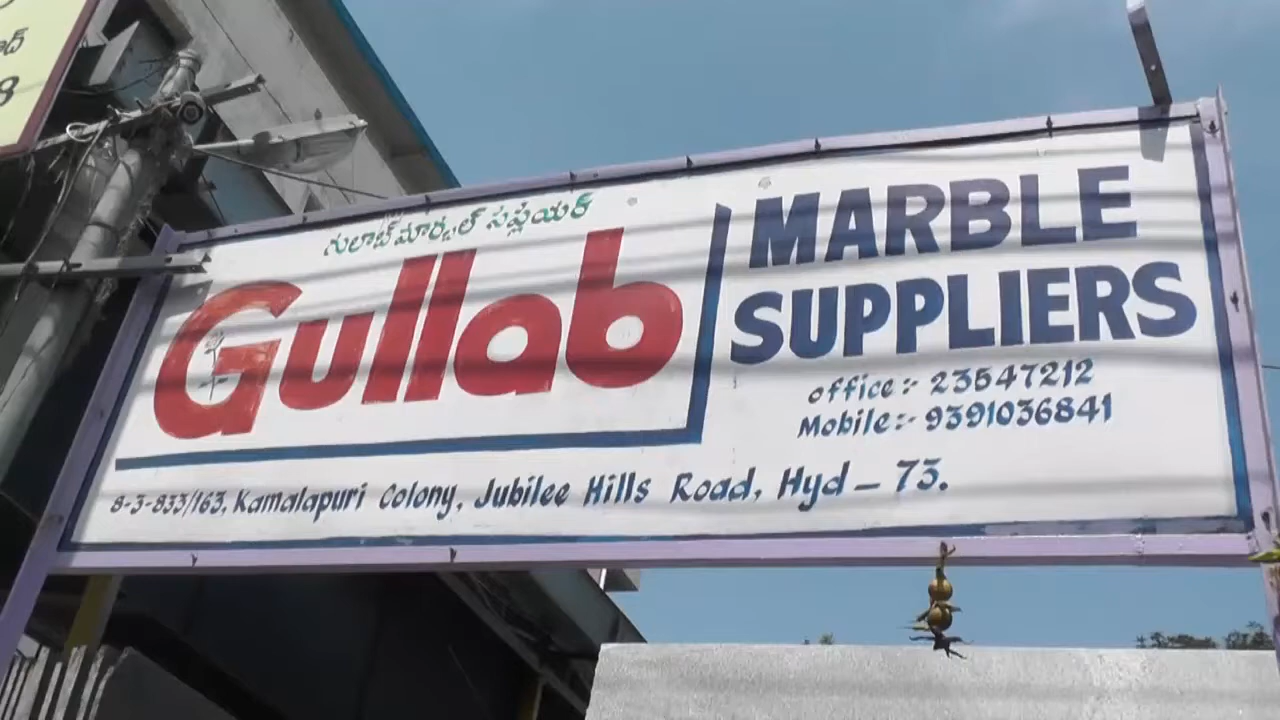 గులాబ్ మార్బల్ సప్లయర్
Gullab
MARBLE
SUPPLIERS
office :- 23547212
Mobile :- 9391036841
8-3-833/163, Kamalapuri Colony, Jubilee Hills Road, Hyd – 73.
8